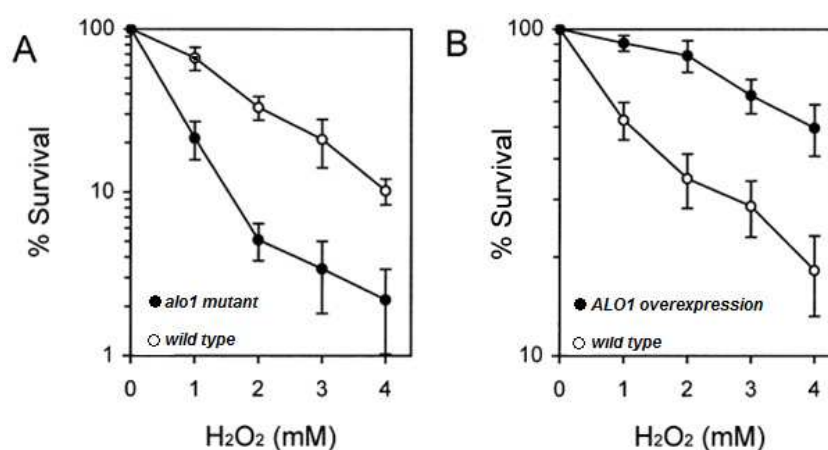 A
% Survival
100
10
1
● alo1 mutant
○ wild type
0 1 2 3 4
H₂O₂ (mM)
B
% Survival
100
10
● ALO1 overexpression
○ wild type
0 1 2 3 4
H₂O₂ (mM)